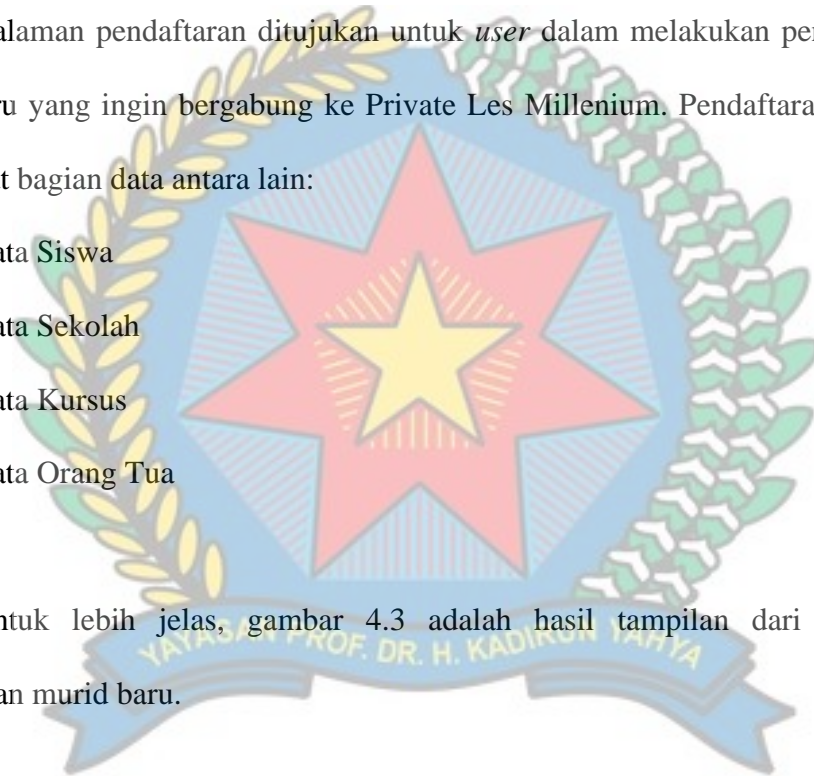 alaman pendaftaran ditujukan untuk user dalam melakukan per
ru yang ingin bergabung ke Private Les Millenium. Pendaftara
t bagian data antara lain:
ata Siswa
ata Sekolah
ata Kursus
ata Orang Tua
ntuk lebih jelas, gambar 4.3 adalah hasil tampilan dari
an murid baru.
YAYASAN PROF. DR. H. KADIRUN YAHYA